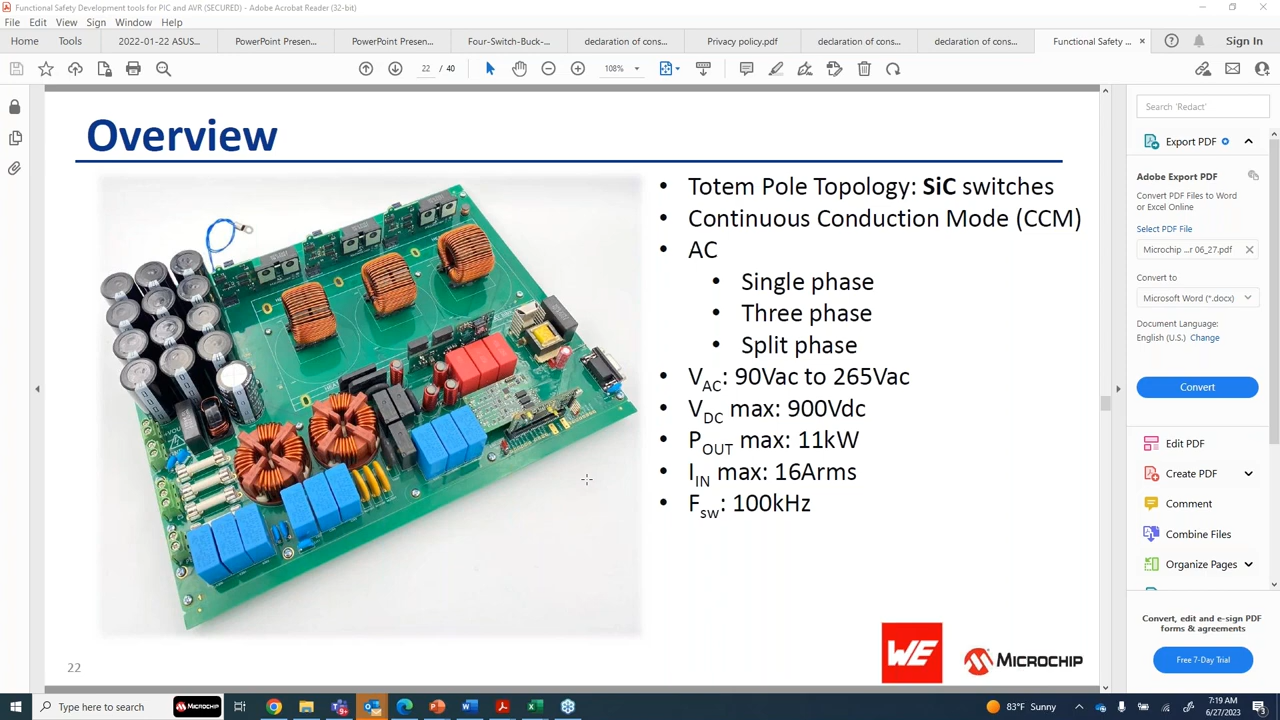 Functional Safety Development tools for PIC and AVR (SECURED) - Adobe Acrobat Reader (32-bit)
File Edit View Sign Window Help
Home Tools 2022-01-22 ASUS... PowerPoint Presen... PowerPoint Presen... Four-Switch-Buck-... declaration of cons... Privacy policy.pdf declaration of cons... declaration of cons... Functional Safety ... Sign In
22 / 40 108%
Overview
• Totem Pole Topology: SiC switches
• Continuous Conduction Mode (CCM)
• AC
• Single phase
• Three phase
• Split phase
• VAC: 90Vac to 265Vac
• VDC max: 900Vdc
• POUT max: 11kW
• IIN max: 16Arms
• Fsw: 100kHz
22
WE
MICROCHIP
Search 'Redact'
Export PDF
Adobe Export PDF
Convert PDF Files to Word
or Excel Online
Select PDF File
Microchip ...r 06_27.pdf
Convert to
Microsoft Word (*.docx)
Document Language:
English (U.S.) Change
Convert
Edit PDF
Create PDF
Comment
Combine Files
Organize Pages
Convert, edit and e-sign PDF
forms & agreements
Free 7-Day Trial
Type here to search
MICROCHIP
83°F Sunny
7:19 AM
6/27/2023